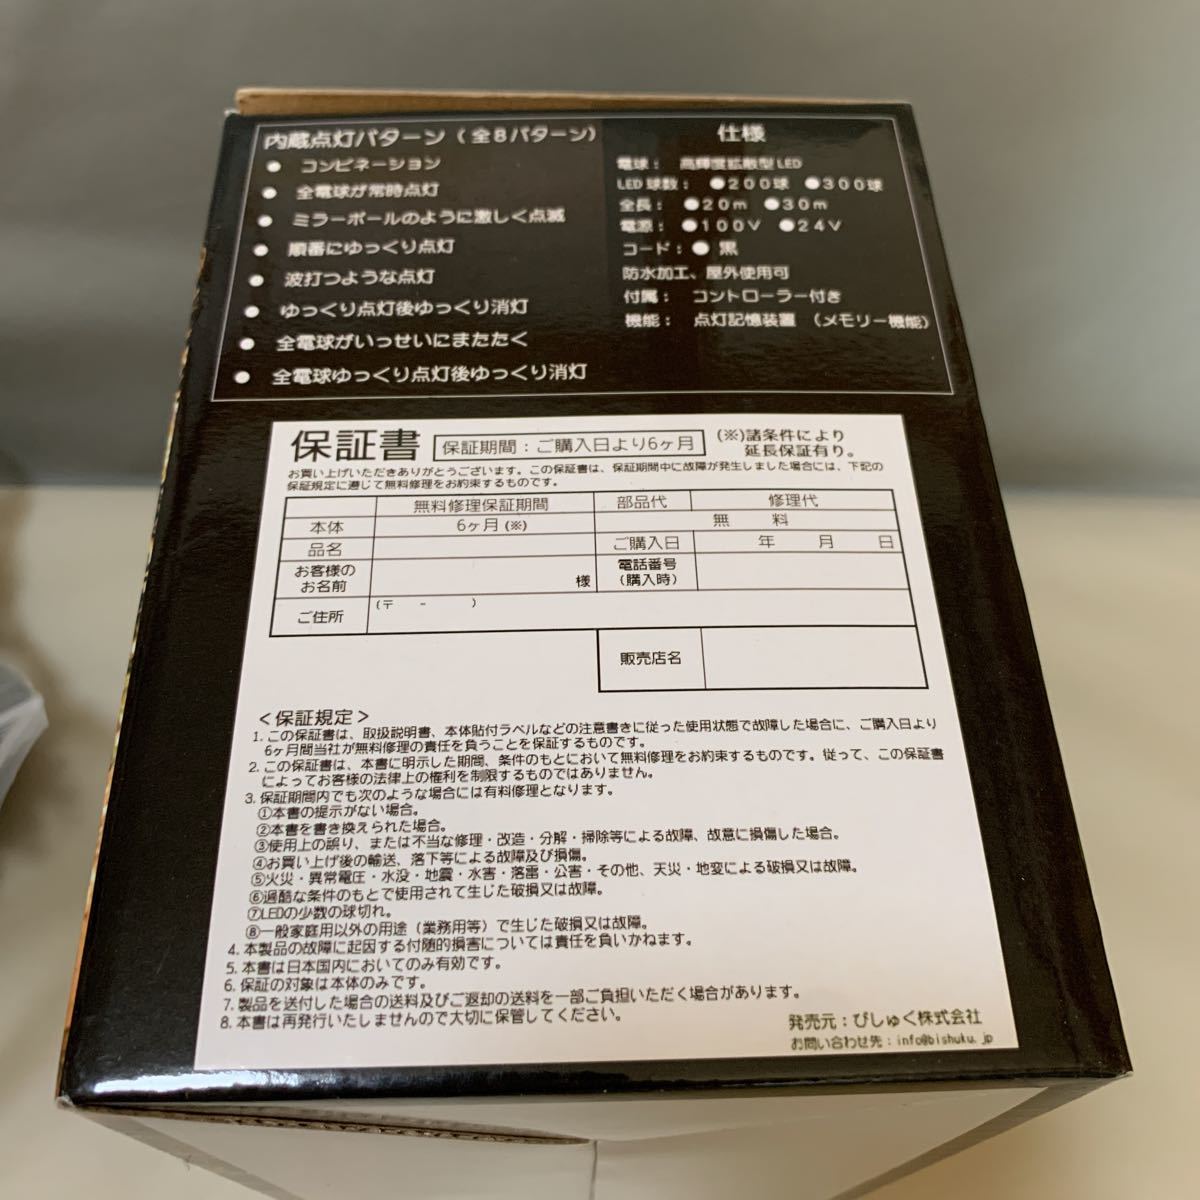 内蔵点灯パターン（全8パターン）
● コンビネーション
● 全電球が常時点灯
● ミラーボールのように激しく点滅
● 順番にゆっくり点灯
● 波打つような点灯
● ゆっくり点灯後ゆっくり消灯
● 全電球がいっせいにまたたく
● 全電球ゆっくり点灯後ゆっくり消灯
仕様
電球： 高輝度拡散型LED
LED球数： ●200球 ●300球
全長： ●20m ●30m
電源： ●100V ●24V
コード： ● 黒
防水加工、屋外使用可
付属： コントローラー付き
機能： 点灯記憶装置 （メモリー機能）
保証書 保証期間：ご購入日より6ヶ月 (※)諸条件により
延長保証有り。
お買い上げいただきありがとうございます。この保証書は、保証期間中に故障が発生しました場合には、下記の
保証規定に遵じて無料修理をお約束するものです。
無料修理保証期間 部品代 修理代
本体 6ヶ月(※) 無 料
品名 ご購入日 年 月 日
お客様の
お名前 様
電話番号
(購入時)
ご住所 (〒 - )
販売店名
＜保証規定＞
1. この保証書は、取扱説明書、本体貼付ラベルなどの注意書きに従った使用状態で故障した場合に、ご購入日より
6ヶ月間当社が無料修理の責任を負うことを保証するものです。
2. この保証書は、本書に明示した期間、条件のもとにおいて無料修理をお約束するものです。従って、この保証書
によってお客様の法律上の権利を制限するものではありません。
3. 保証期間内でも次のような場合には有料修理となります。
①本書の提示がない場合。
②本書を書き換えられた場合。
③使用上の誤り、または不当な修理・改造・分解・掃除等による故障、故意に損傷した場合。
④お買い上げ後の輸送、落下等による故障及び損傷。
⑤火災・異常電圧・水没・地震・水害・落雷・公害・その他、天災・地変による破損又は故障。
⑥過酷な条件のもとで使用されて生じた破損又は故障。
⑦LEDの少数の球切れ。
⑧一般家庭用以外の用途（業務用等）で生じた破損又は故障。
4. 本製品の故障に起因する付随的損害については責任を負いかねます。
5. 本書は日本国内においてのみ有効です。
6. 保証の対象は本体のみです。
7. 製品を送付した場合の送料及びご返却の送料を一部ご負担いただく場合があります。
8. 本書は再発行いたしませんので大切に保管してください。
発売元：びしゅく株式会社
お問い合わせ先：info@bishuku.jp